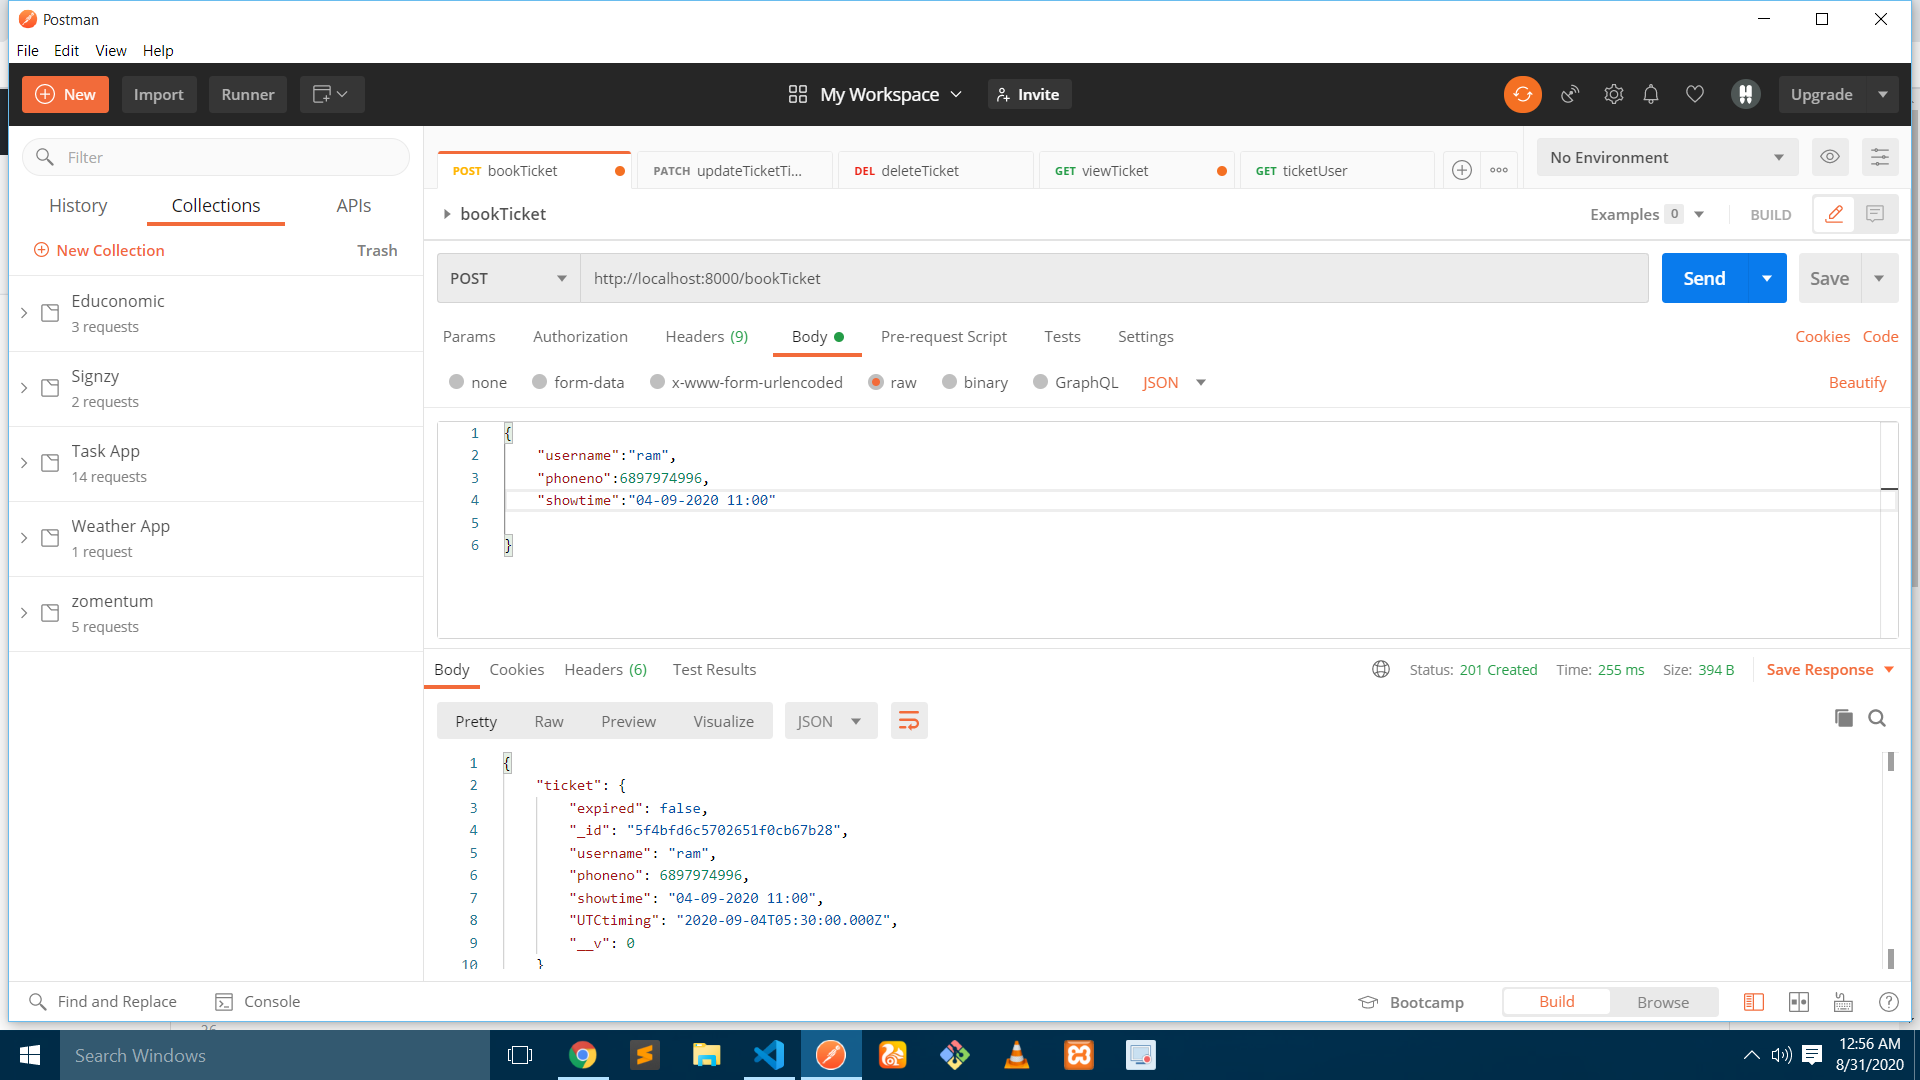 Postman
File Edit View Help
New Import Runner My Workspace Invite Upgrade
Filter
History Collections APIs
New Collection Trash
Educonomic
3 requests
Signzy
2 requests
Task App
14 requests
Weather App
1 request
zomentum
5 requests
POST bookTicket PATCH updateTicketTi... DEL deleteTicket GET viewTicket GET ticketUser No Environment
bookTicket Examples 0 BUILD
POST http://localhost:8000/bookTicket Send Save
Params Authorization Headers (9) Body Pre-request Script Tests Settings Cookies Code
none form-data x-www-form-urlencoded raw binary GraphQL JSON Beautify
1 {
2 "username":"ram",
3 "phoneno":6897974996,
4 "showtime":"04-09-2020 11:00"
5
6 }
Body Cookies Headers (6) Test Results Status: 201 Created Time: 255 ms Size: 394 B Save Response
Pretty Raw Preview Visualize JSON
1 {
2 "ticket": {
3 "expired": false,
4 "_id": "5f4bfd6c5702651f0cb67b28",
5 "username": "ram",
6 "phoneno": 6897974996,
7 "showtime": "04-09-2020 11:00",
8 "UTCtiming": "2020-09-04T05:30:00.000Z",
9 "__v": 0
10 }
Find and Replace Console Bootcamp Build Browse
Search Windows
12:56 AM
8/31/2020